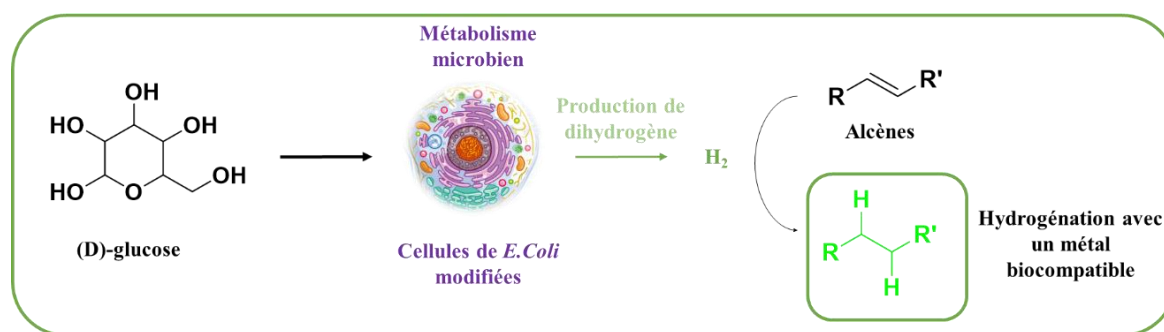 Métabolisme
microbien
OH
HO
OH
HO
O
OH
(D)-glucose
Cellules de E.Coli
modifiées
Production de
dihydrogène
H2
R
R'
Alcènes
H
R
R'
H
Hydrogénation avec
un métal
biocompatible